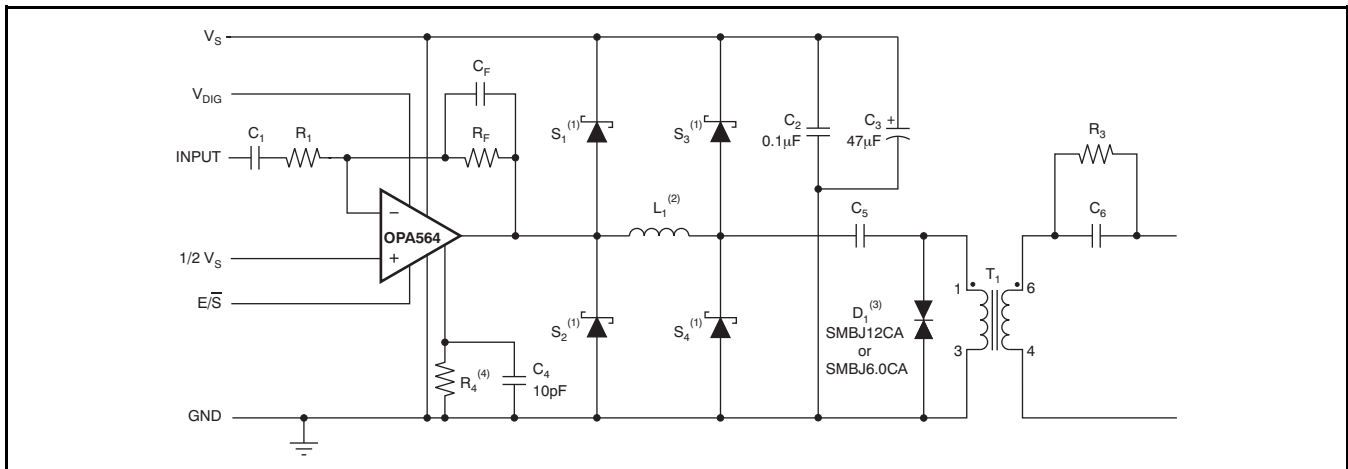 V_S
V_DIG
C_F
C_1
R_1
S_1^(1)
S_3^(1)
C_2
0.1µF
C_3 +
47µF
R_3
INPUT
R_F
L_1^(2)
C_5
C_6
−
OPA564
+
1/2 V_S
T_1
E/S̅
1
6
D_1^(3)
SMBJ12CA
or
SMBJ6.0CA
S_2^(1)
S_4^(1)
3
4
R_4^(4)
C_4
10pF
GND